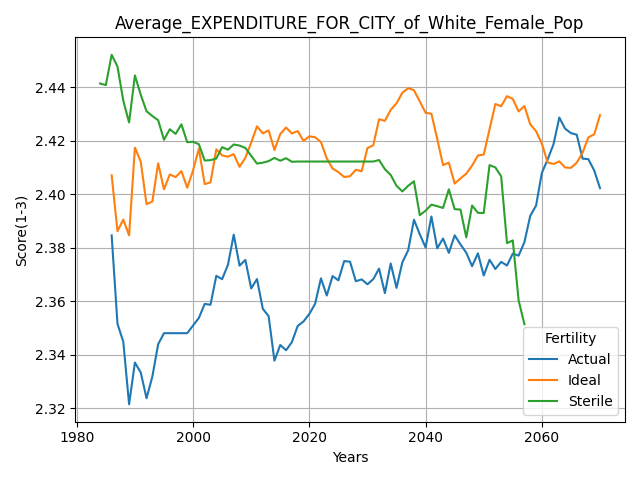 Average_EXPENDITURE_FOR_CITY_of_White_Female_Pop
Score(1-3)
2.44
2.42
2.40
2.38
2.36
2.34
2.32
1980
2000
2020
2040
2060
Years
Fertility
Actual
Ideal
Sterile